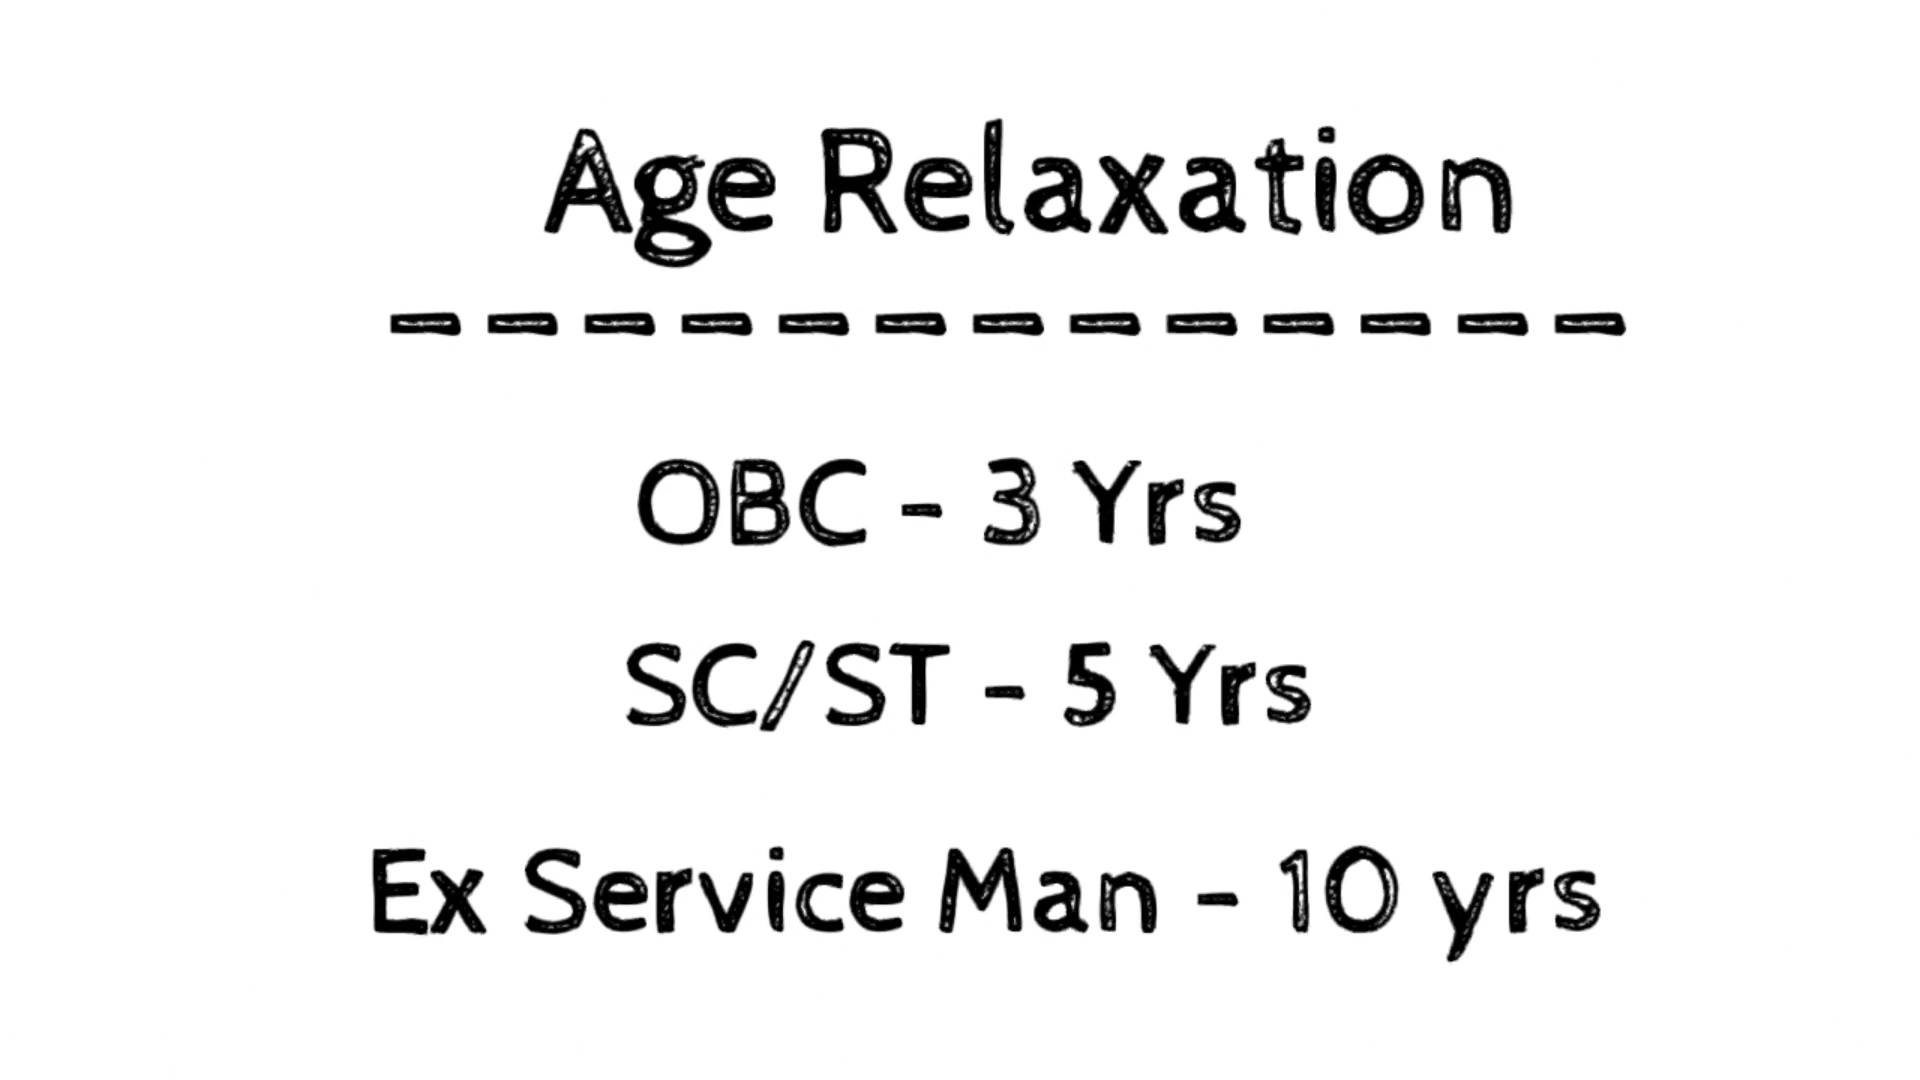 Age Relaxation
-------------
OBC - 3 Yrs
SC/ST - 5 Yrs
Ex Service Man - 10 yrs